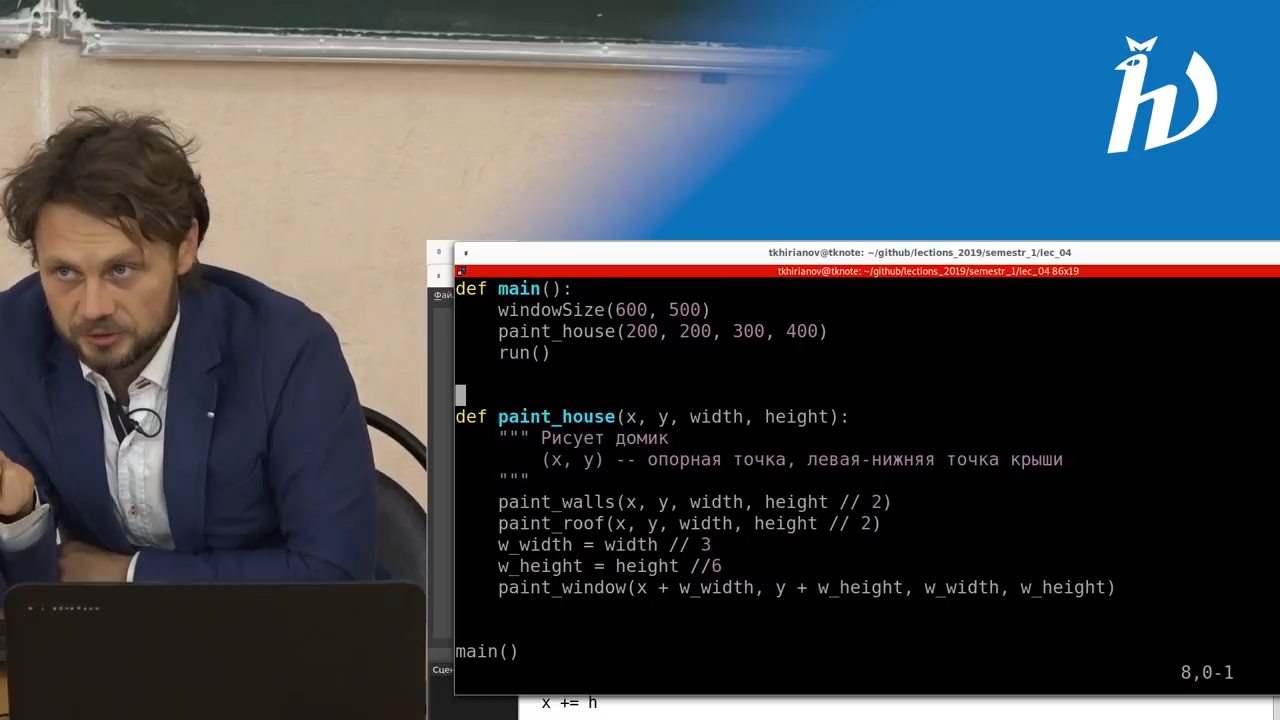 tkhirianov@tknote: ~/github/lections_2019/semestr_1/lec_04
tkhirianov@tknote: ~/github/lections_2019/semestr_1/lec_04 86x19
Фай
def main():
    windowSize(600, 500)
    paint_house(200, 200, 300, 400)
    run()
def paint_house(x, y, width, height):
    """ Рисует домик
        (x, y) -- опорная точка, левая-нижняя точка крыши
    """
    paint_walls(x, y, width, height // 2)
    paint_roof(x, y, width, height // 2)
    w_width = width // 3
    w_height = height //6
    paint_window(x + w_width, y + w_height, w_width, w_height)
main()
Сцен
8,0-1
x += h